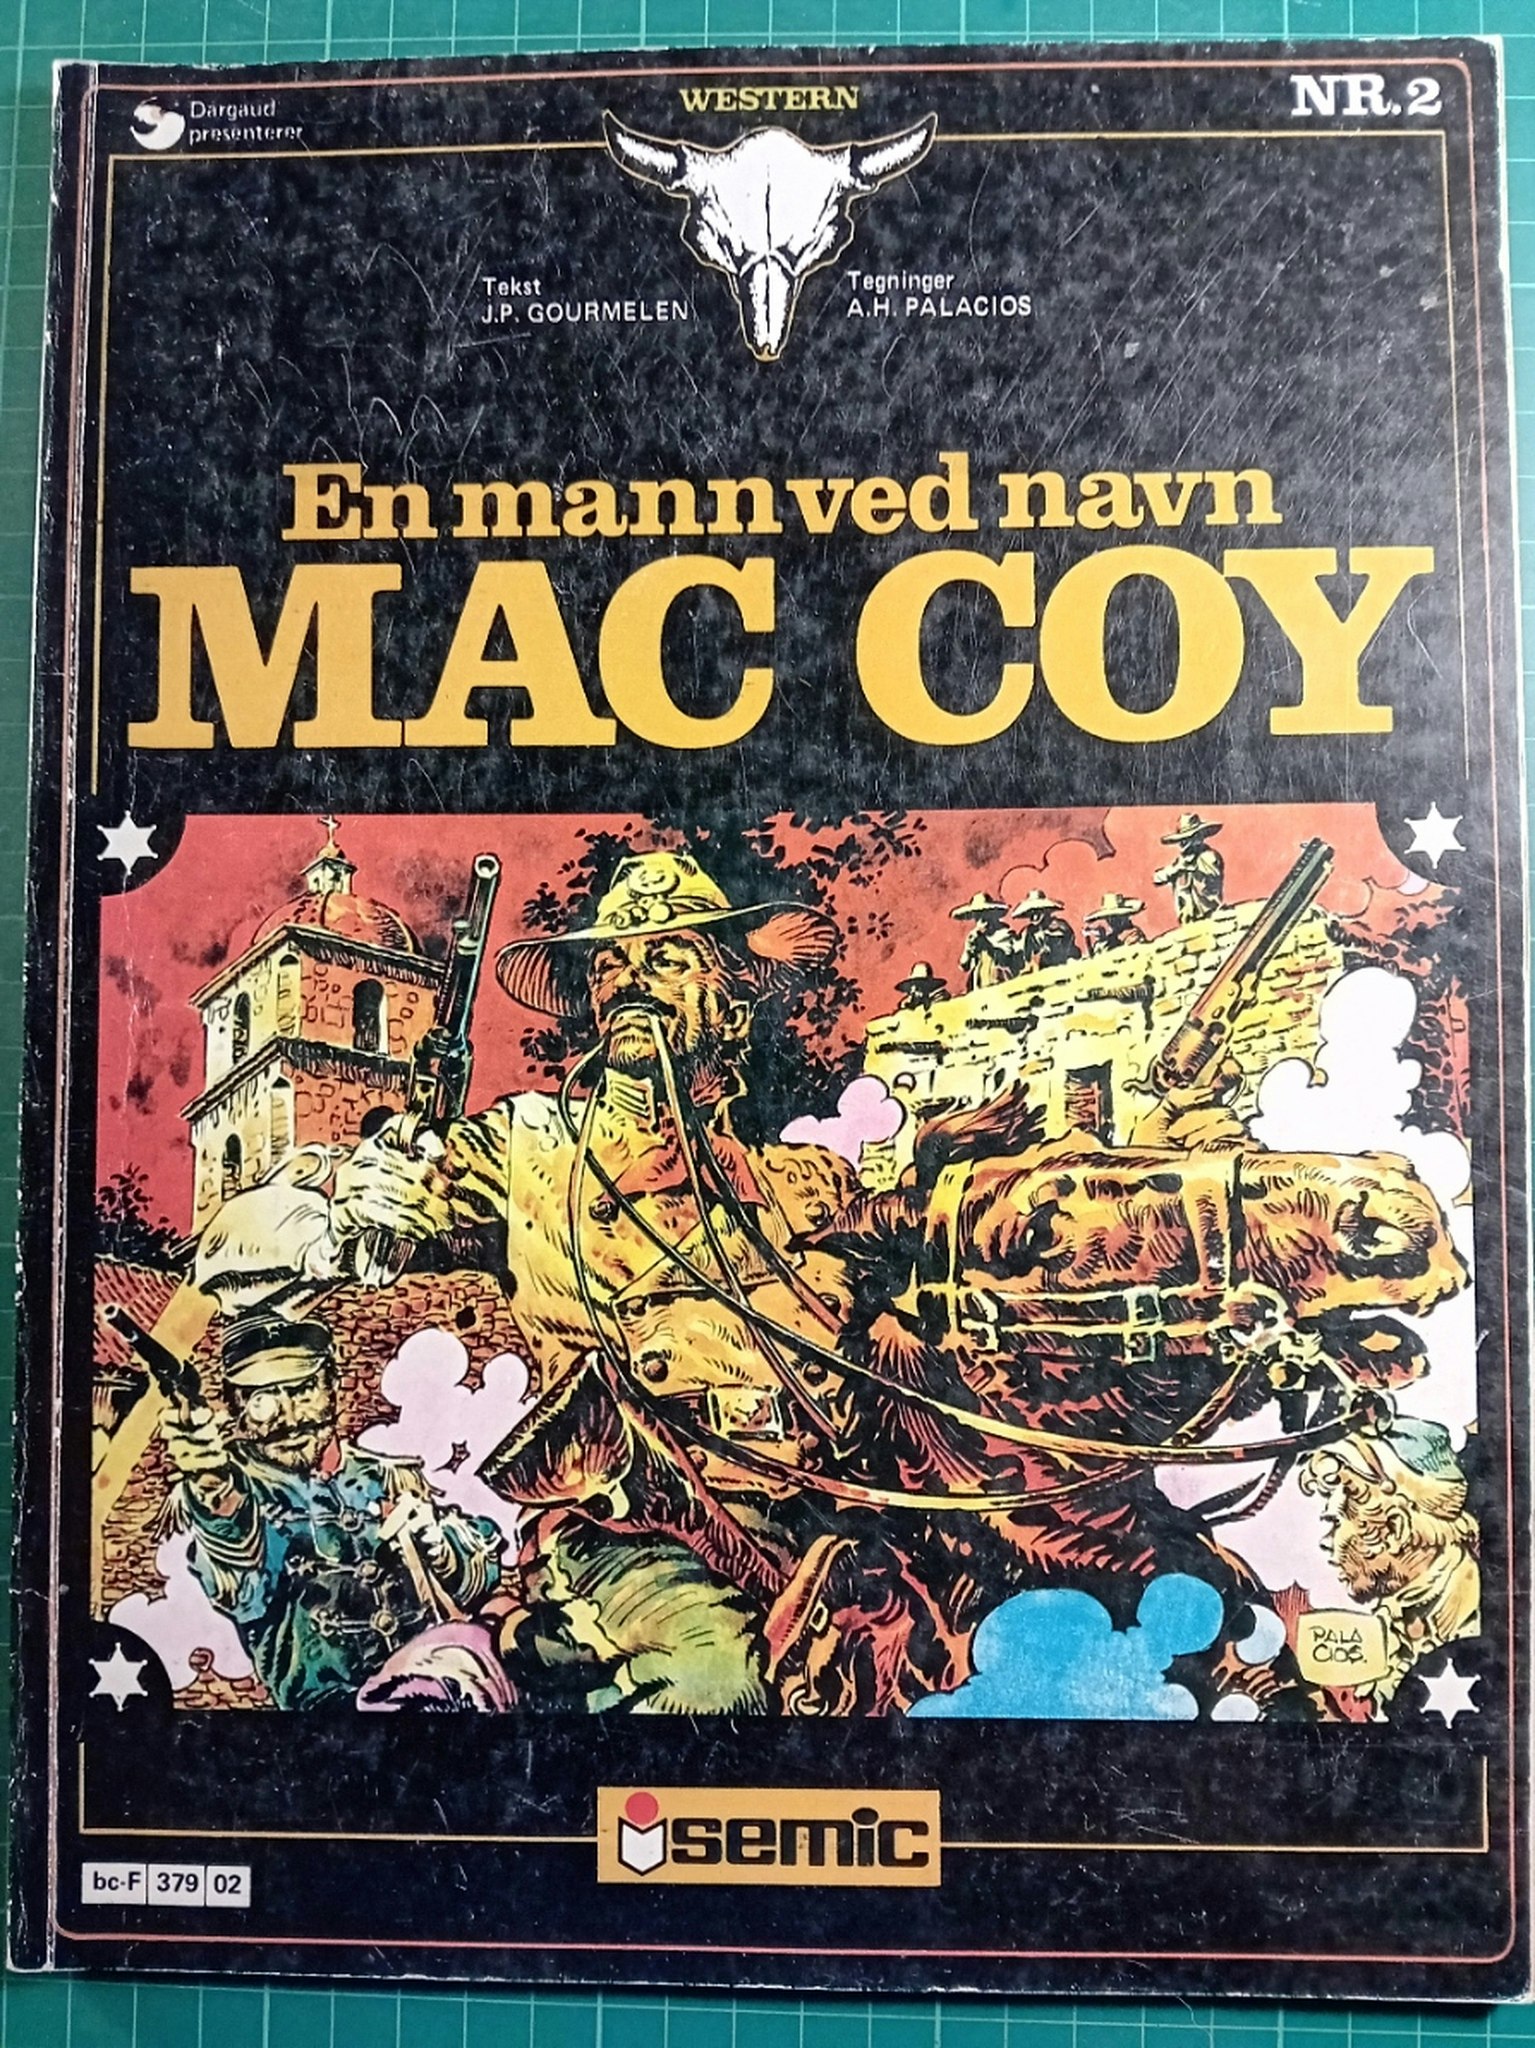 Dargaud
presenterer
WESTERN
NR.2
Tekst
J.P. GOURMELEN
Tegninger
A.H. PALACIOS
En mann ved navn
MAC COY
PALA
CIOS.
semic
bc-F 379 02